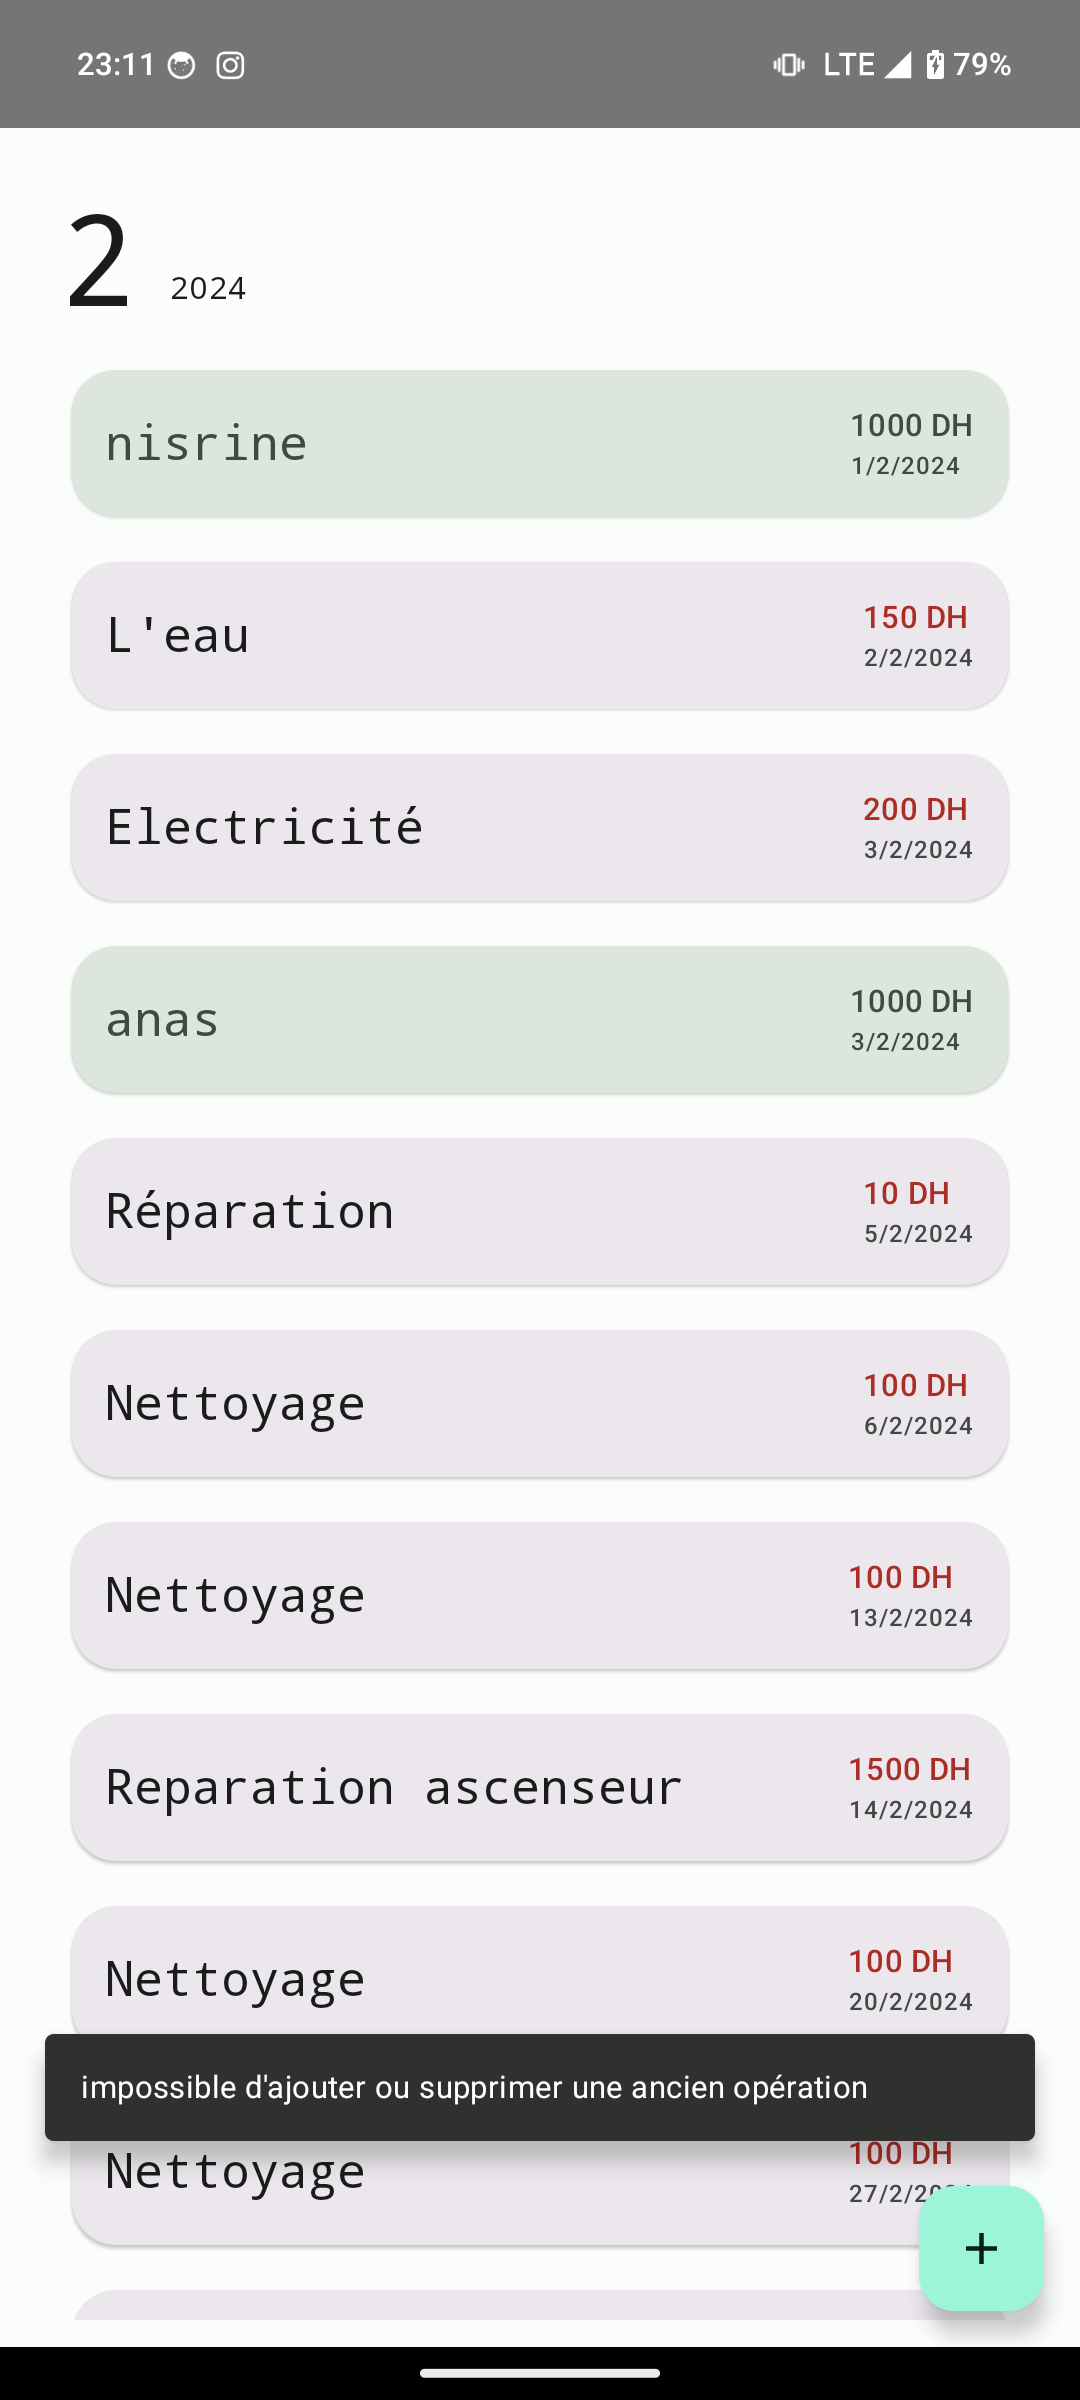 23:11 LTE 79%
2 2024
nisrine 1000 DH
1/2/2024
L'eau 150 DH
2/2/2024
Electricité 200 DH
3/2/2024
anas 1000 DH
3/2/2024
Réparation 10 DH
5/2/2024
Nettoyage 100 DH
6/2/2024
Nettoyage 100 DH
13/2/2024
Reparation ascenseur 1500 DH
14/2/2024
Nettoyage 100 DH
20/2/2024
impossible d'ajouter ou supprimer une ancien opération
Nettoyage 100 DH